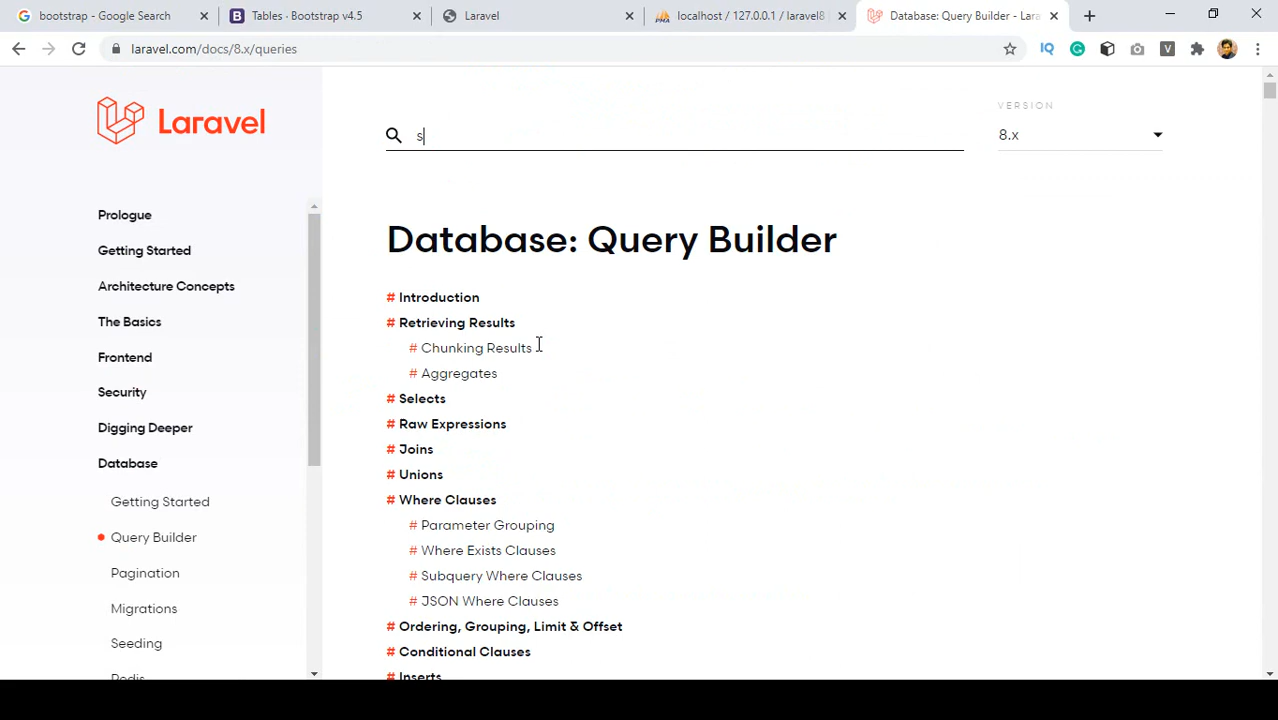 bootstrap - Google Search
Tables · Bootstrap v4.5
Laravel
localhost / 127.0.0.1 / laravel8
Database: Query Builder - Lara
laravel.com/docs/8.x/queries
Laravel
s
VERSION
8.x
Prologue
Getting Started
Architecture Concepts
The Basics
Frontend
Security
Digging Deeper
Database
Getting Started
Query Builder
Pagination
Migrations
Seeding
Redis
Database: Query Builder
# Introduction
# Retrieving Results
# Chunking Results
# Aggregates
# Selects
# Raw Expressions
# Joins
# Unions
# Where Clauses
# Parameter Grouping
# Where Exists Clauses
# Subquery Where Clauses
# JSON Where Clauses
# Ordering, Grouping, Limit & Offset
# Conditional Clauses
# Inserts